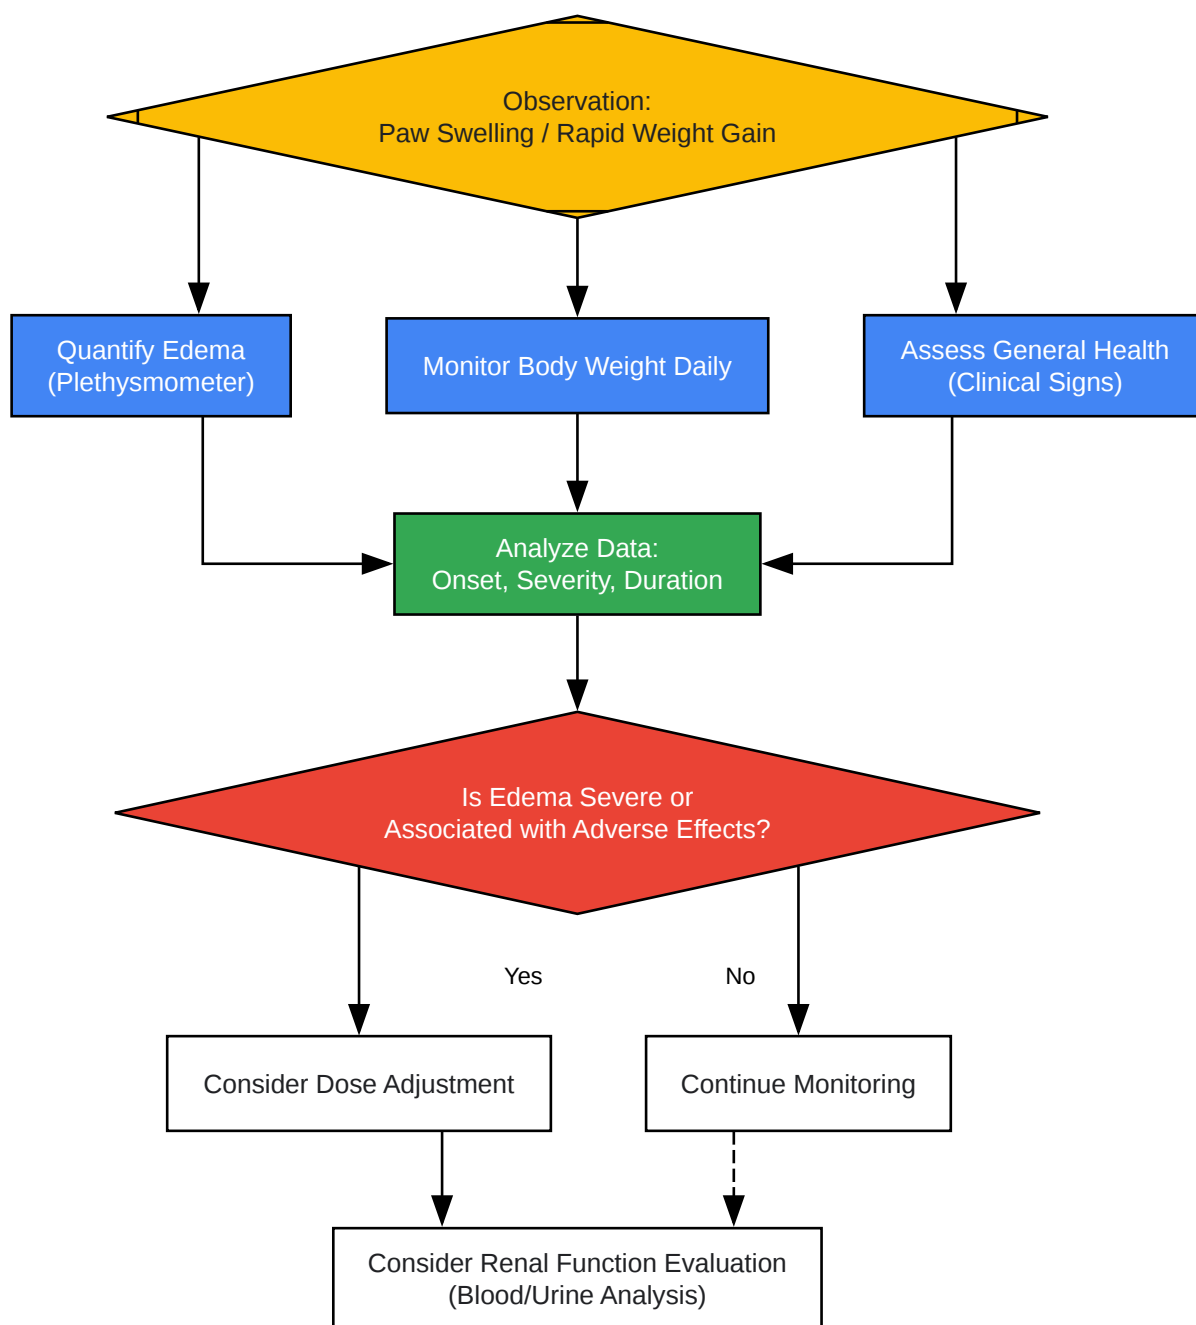 Observation:
Paw Swelling / Rapid Weight Gain
Quantify Edema
(Plethysmometer)
Monitor Body Weight Daily
Assess General Health
(Clinical Signs)
Analyze Data:
Onset, Severity, Duration
Is Edema Severe or
Associated with Adverse Effects?
Yes
No
Consider Dose Adjustment
Continue Monitoring
Consider Renal Function Evaluation
(Blood/Urine Analysis)